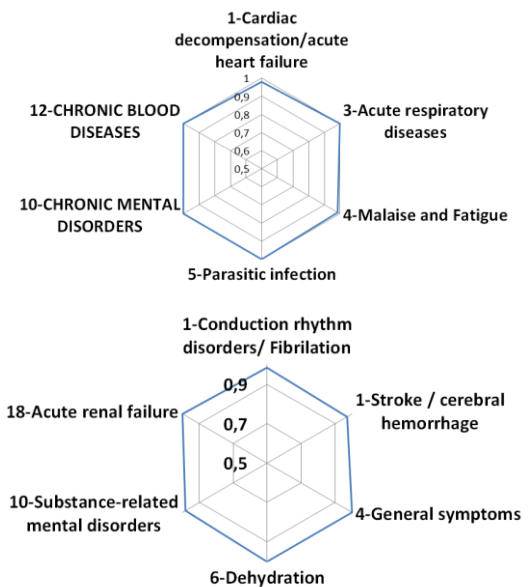 1-Cardiac
decompensation/acute
heart failure
1
0,9
0,8
0,7
0,6
0,5
12-CHRONIC BLOOD
DISEASES
3-Acute respiratory
diseases
10-CHRONIC MENTAL
DISORDERS
4-Malaise and Fatigue
5-Parasitic infection
1-Conduction rhythm
disorders/ Fibrilation
0,9
0,7
0,5
18-Acute renal failure
1-Stroke / cerebral
hemorrhage
10-Substance-related
mental disorders
4-General symptoms
6-Dehydration